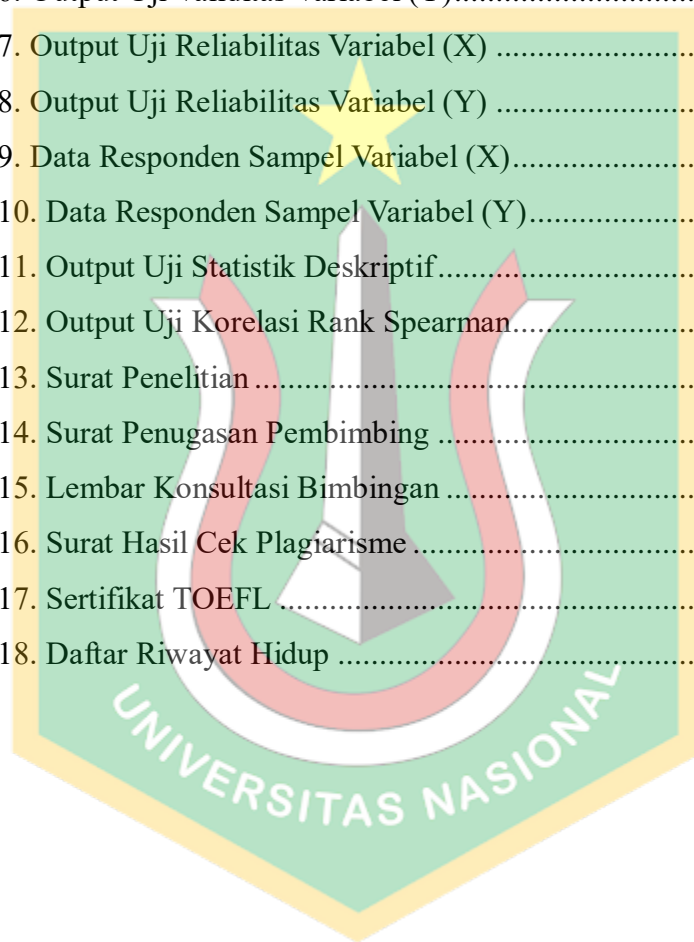 7. Output Uji Reliabilitas Variabel (X) ............................
8. Output Uji Reliabilitas Variabel (Y) ............................
9. Data Responden Sampel Variabel (X)..........................
10. Data Responden Sampel Variabel (Y)........................
11. Output Uji Statistik Deskriptif....................................
12. Output Uji Korelasi Rank Spearman..........................
13. Surat Penelitian ...........................................................
14. Surat Penugasan Pembimbing ....................................
15. Lembar Konsultasi Bimbingan ...................................
16. Surat Hasil Cek Plagiarisme .......................................
17. Sertifikat TOEFL ........................................................
18. Daftar Riwayat Hidup .................................................
UNIVERSITAS NASIONAL